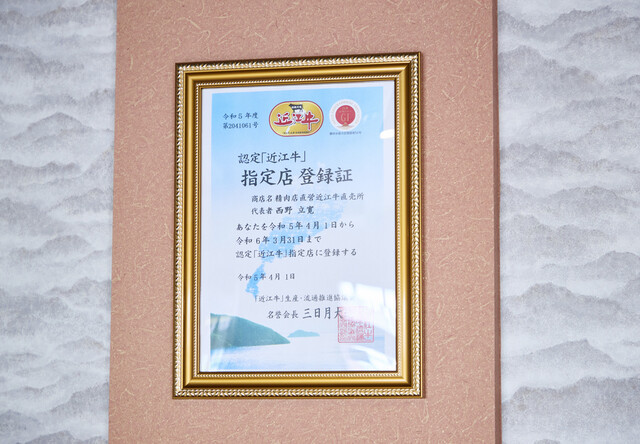 令和5年度
第2041061号
近江牛
認定「近江牛」
指定店 登録証
商店名 精肉店直営近江牛直売所
代表者 西野 立寛
あなたを令和5年4月1日から
令和6年3月31日まで
認定「近江牛」指定店に登録する
令和5年4月1日
「近江牛」生産・流通推進協
名誉会長 三日月大